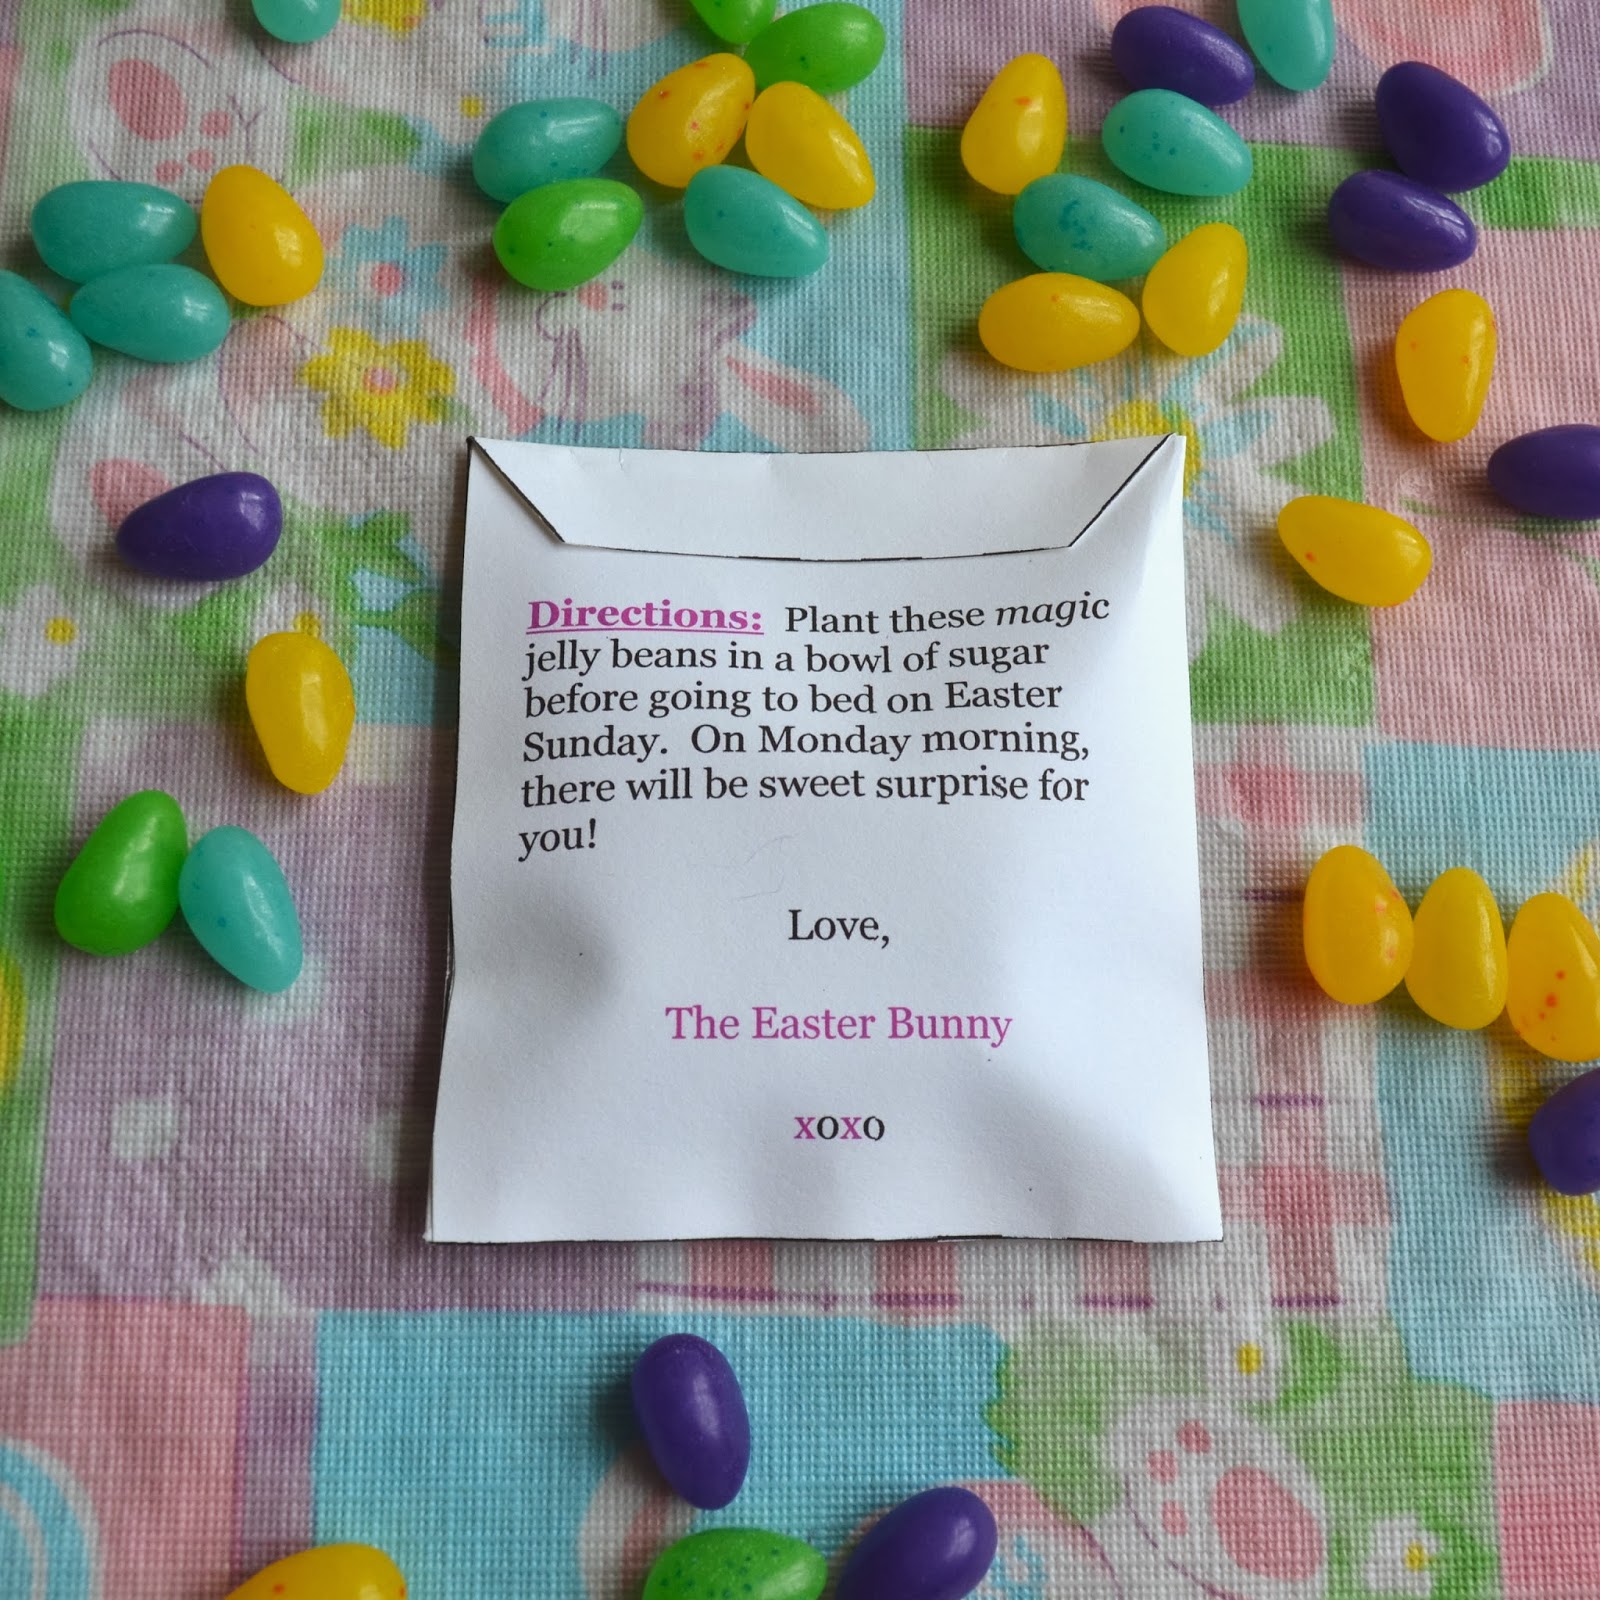 Directions:  Plant these magic
jelly beans in a bowl of sugar
before going to bed on Easter
Sunday.  On Monday morning,
there will be sweet surprise for
you!
Love,
The Easter Bunny
xoxo